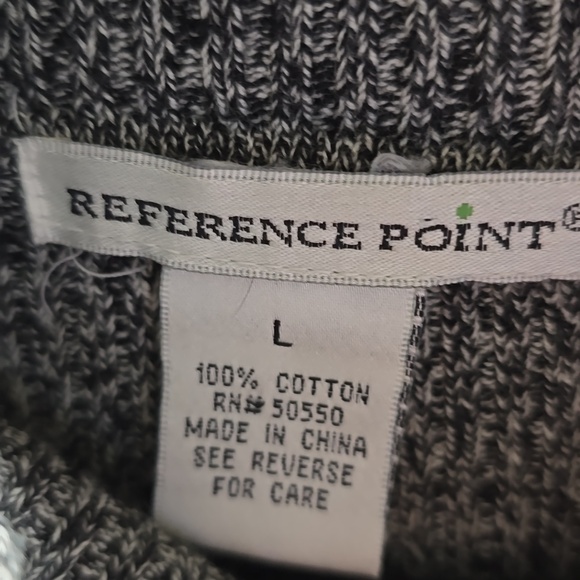 REFERENCE POINT®
L
100% COTTON
RN# 50550
MADE IN CHINA
SEE REVERSE
FOR CARE